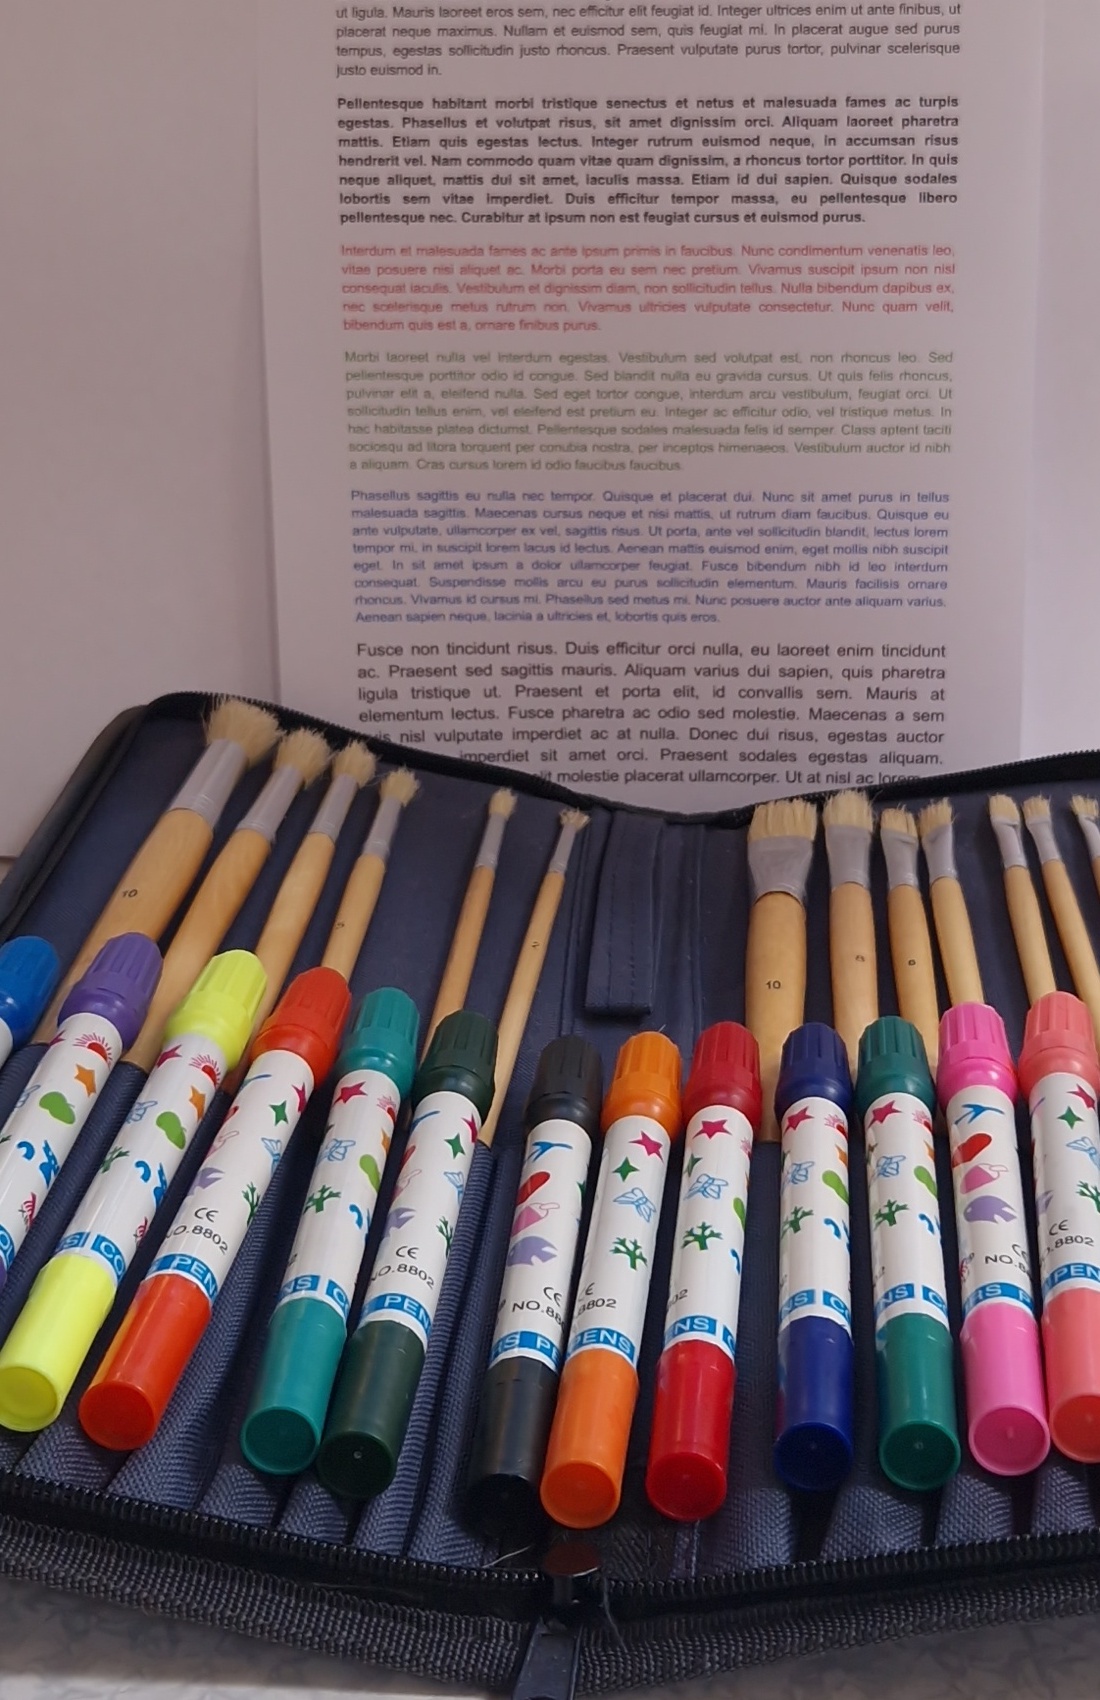 ut ligula. Mauris laoreet eros sem, nec efficitur elit feugiat id. Integer ultrices enim ut ante finibus, ut
placerat neque maximus. Nullam et euismod sem, quis feugiat mi. In placerat augue sed purus
tempus, egestas sollicitudin justo rhoncus. Praesent vulputate purus tortor, pulvinar scelerisque
justo euismod in.
Pellentesque habitant morbi tristique senectus et netus et malesuada fames ac turpis
egestas. Phasellus et volutpat risus, sit amet dignissim orci. Aliquam laoreet pharetra
mattis. Etiam quis egestas lectus. Integer rutrum euismod neque, in accumsan risus
hendrerit vel. Nam commodo quam vitae quam dignissim, a rhoncus tortor porttitor. In quis
neque aliquet, mattis dui sit amet, iaculis massa. Etiam id dui sapien. Quisque sodales
lobortis sem vitae imperdiet. Duis efficitur tempor massa, eu pellentesque libero
pellentesque nec. Curabitur at ipsum non est feugiat cursus et euismod purus.
Interdum et malesuada fames ac ante ipsum primis in faucibus. Nunc condimentum venenatis leo,
vitae posuere nisi aliquet ac. Morbi porta eu sem nec pretium. Vivamus suscipit ipsum non nisl
consequat iaculis. Vestibulum et dignissim diam, non sollicitudin tellus. Nulla bibendum dapibus ex,
nec scelerisque metus rutrum non. Vivamus ultricies vulputate consectetur. Nunc quam velit,
bibendum quis est a, ornare finibus purus.
Morbi laoreet nulla vel interdum egestas. Vestibulum sed volutpat est, non rhoncus leo. Sed
pellentesque porttitor odio id congue. Sed blandit nulla eu gravida cursus. Ut quis felis rhoncus,
pulvinar elit a, eleifend nulla. Sed eget tortor congue, interdum arcu vestibulum, feugiat orci. Ut
sollicitudin tellus enim, vel eleifend est pretium eu. Integer ac efficitur odio, vel tristique metus. In
hac habitasse platea dictumst. Pellentesque sodales malesuada felis id semper. Class aptent taciti
sociosqu ad litora torquent per conubia nostra, per inceptos himenaeos. Vestibulum auctor id nibh
a aliquam. Cras cursus lorem id odio faucibus faucibus.
Phasellus sagittis eu nulla nec tempor. Quisque et placerat dui. Nunc sit amet purus in tellus
malesuada sagittis. Maecenas cursus neque et nisi mattis, ut rutrum diam faucibus. Quisque eu
ante vulputate, ullamcorper ex vel, sagittis risus. Ut porta, ante vel sollicitudin blandit, lectus lorem
tempor mi, in suscipit lorem lacus id lectus. Aenean mattis euismod enim, eget mollis nibh suscipit
eget. In sit amet ipsum a dolor ullamcorper feugiat. Fusce bibendum nibh id leo interdum
consequat. Suspendisse mollis arcu eu purus sollicitudin elementum. Mauris facilisis ornare
rhoncus. Vivamus id cursus mi. Phasellus sed metus mi. Nunc posuere auctor ante aliquam varius.
Aenean sapien neque, lacinia a ultricies et, lobortis quis eros.
Fusce non tincidunt risus. Duis efficitur orci nulla, eu laoreet enim tincidunt
ac. Praesent sed sagittis mauris. Aliquam varius dui sapien, quis pharetra
ligula tristique ut. Praesent et porta elit, id convallis sem. Mauris at
elementum lectus. Fusce pharetra ac odio sed molestie. Maecenas a sem
nisl vulputate imperdiet ac at nulla. Donec dui risus, egestas auctor
imperdiet sit amet orci. Praesent sodales egestas aliquam.
molestie placerat ullamcorper. Ut at nisl ac lorem
10
10
CE
NO.8802
PEN
CE
NO.8802
PEN
CE
CE
8802
PENS
NS
NS
NS
CE
NO.8802
PEN